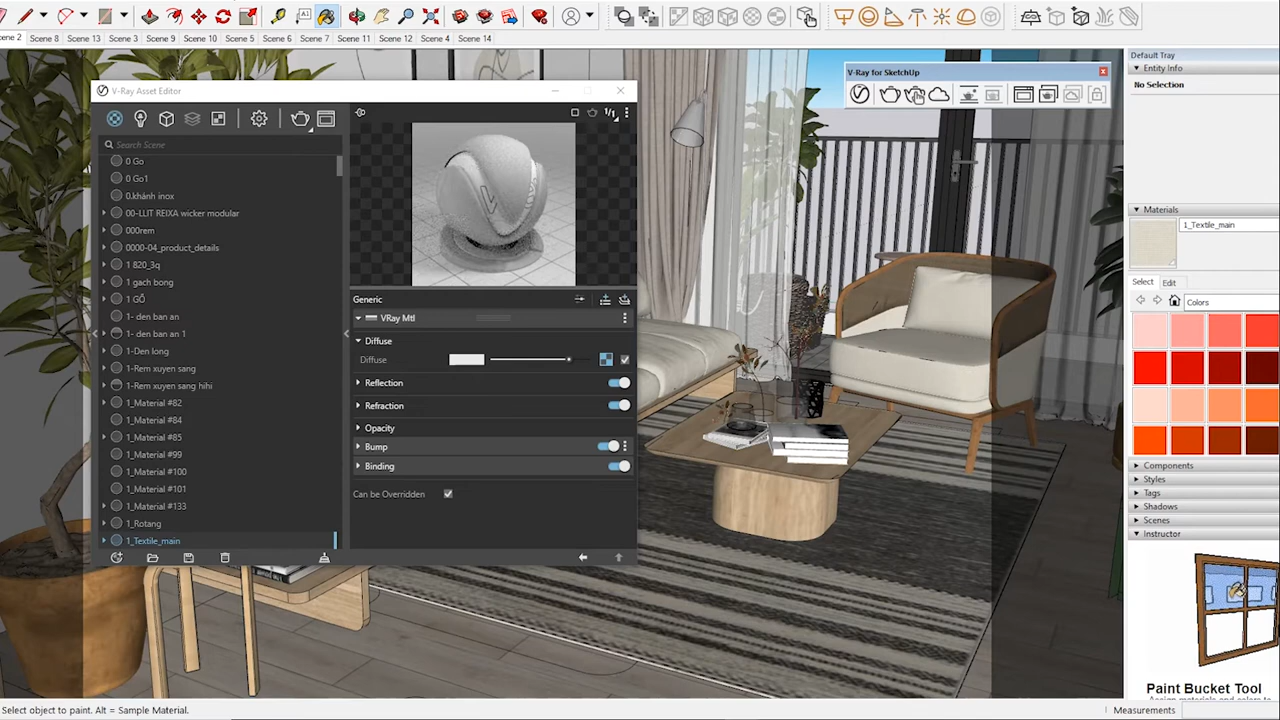 cene 2 Scene 8 Scene 13 Scene 3 Scene 9 Scene 10 Scene 5 Scene 6 Scene 7 Scene 11 Scene 12 Scene 4 Scene 14
V-Ray Asset Editor
Search Scene
0 Go
0 Go1
0.khánh inox
00-LLIT REIXA wicker modular
000rem
0000-04_product_details
1 820_3q
1 gach bong
1 GỖ
1- den ban an
1- den ban an 1
1-Den long
1-Rem xuyen sang
1-Rem xuyen sang hihi
1_Material #82
1_Material #84
1_Material #85
1_Material #99
1_Material #100
1_Material #101
1_Material #133
1_Rotang
1_Textile_main
1/1
Generic
VRay Mtl
Diffuse
Diffuse
Reflection
Refraction
Opacity
Bump
Binding
Can be Overridden
V-Ray for SketchUp
Default Tray
Entity Info
No Selection
Materials
1_Textile_main
Select Edit
Colors
Components
Styles
Tags
Shadows
Scenes
Instructor
Paint Bucket Tool
Select object to paint. Alt = Sample Material.
Measurements